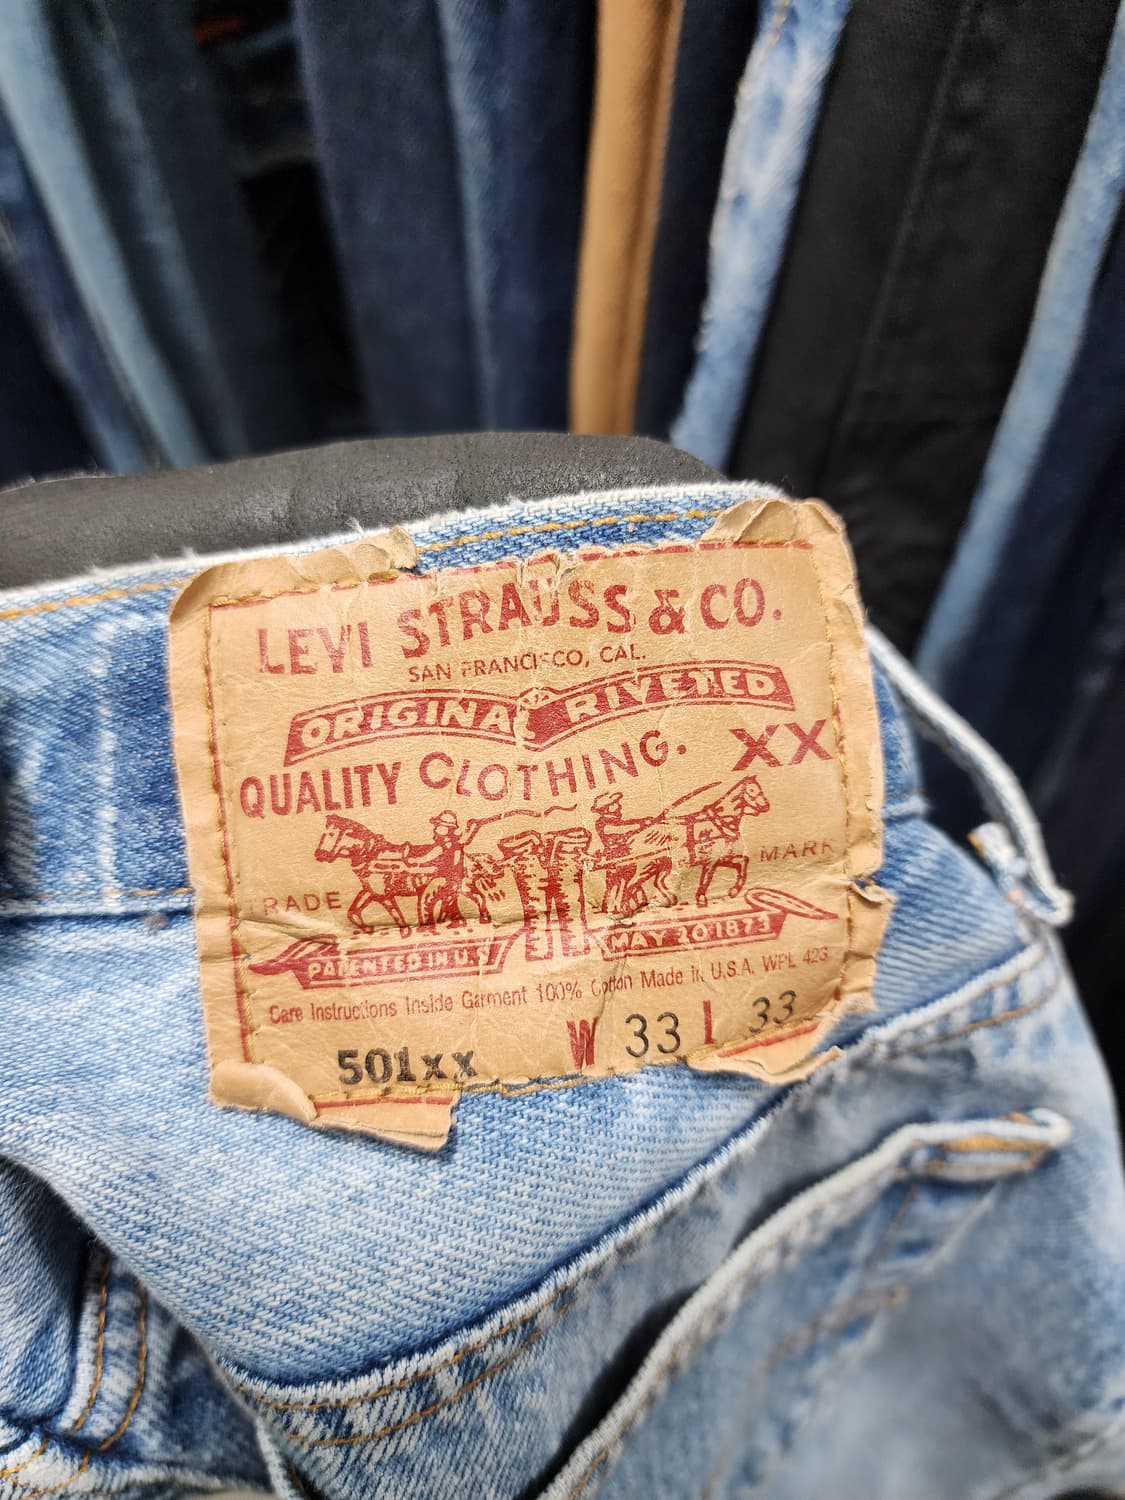 LEVI STRAUSS & CO.
SAN FRANCISCO, CAL.
ORIGINAL RIVETED
QUALITY CLOTHING. XX
TRADE MARK
PATENTED IN U.S. MAY 20 1873
Care Instructions Inside Garment 100% Cotton Made in U.S.A. WPL 423
501xx W 33 L 33